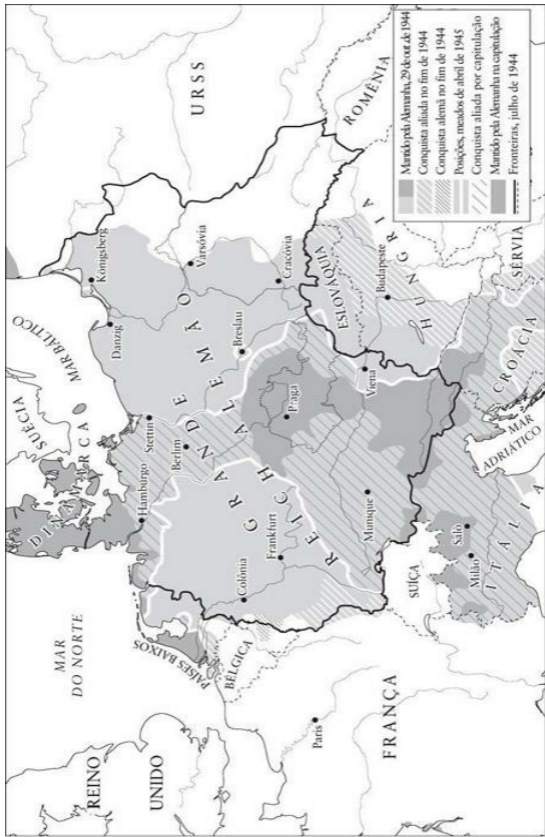 SUÉCIA
MAR BÁLTICO
DINAMARCA
MAR
DO NORTE
REINO
UNIDO
PAÍSES BAIXOS
BÉLGICA
Paris
FRANÇA
SUÍÇA
Hamburgo
Stettin
Berlim
Danzig
Königsberg
Varsóvia
Cracóvia
Breslau
GRANDE
REICH ALEMÃO
Colônia
Frankfurt
Praga
Munique
Viena
URSS
ESLOVÁQUIA
Budapeste
HUNGRIA
ROMÊNIA
SÉRVIA
CROÁCIA
MAR
ADRIÁTICO
ITÁLIA
Milão
Salo
Mantido pela Alemanha, 29 de out. de 1944
Conquista aliada no fim de 1944
Conquista alemã no fim de 1944
Posições, meados de abril de 1945
Conquista aliada por capitulação
Mantido pela Alemanha na capitulação
Fronteiras, julho de 1944